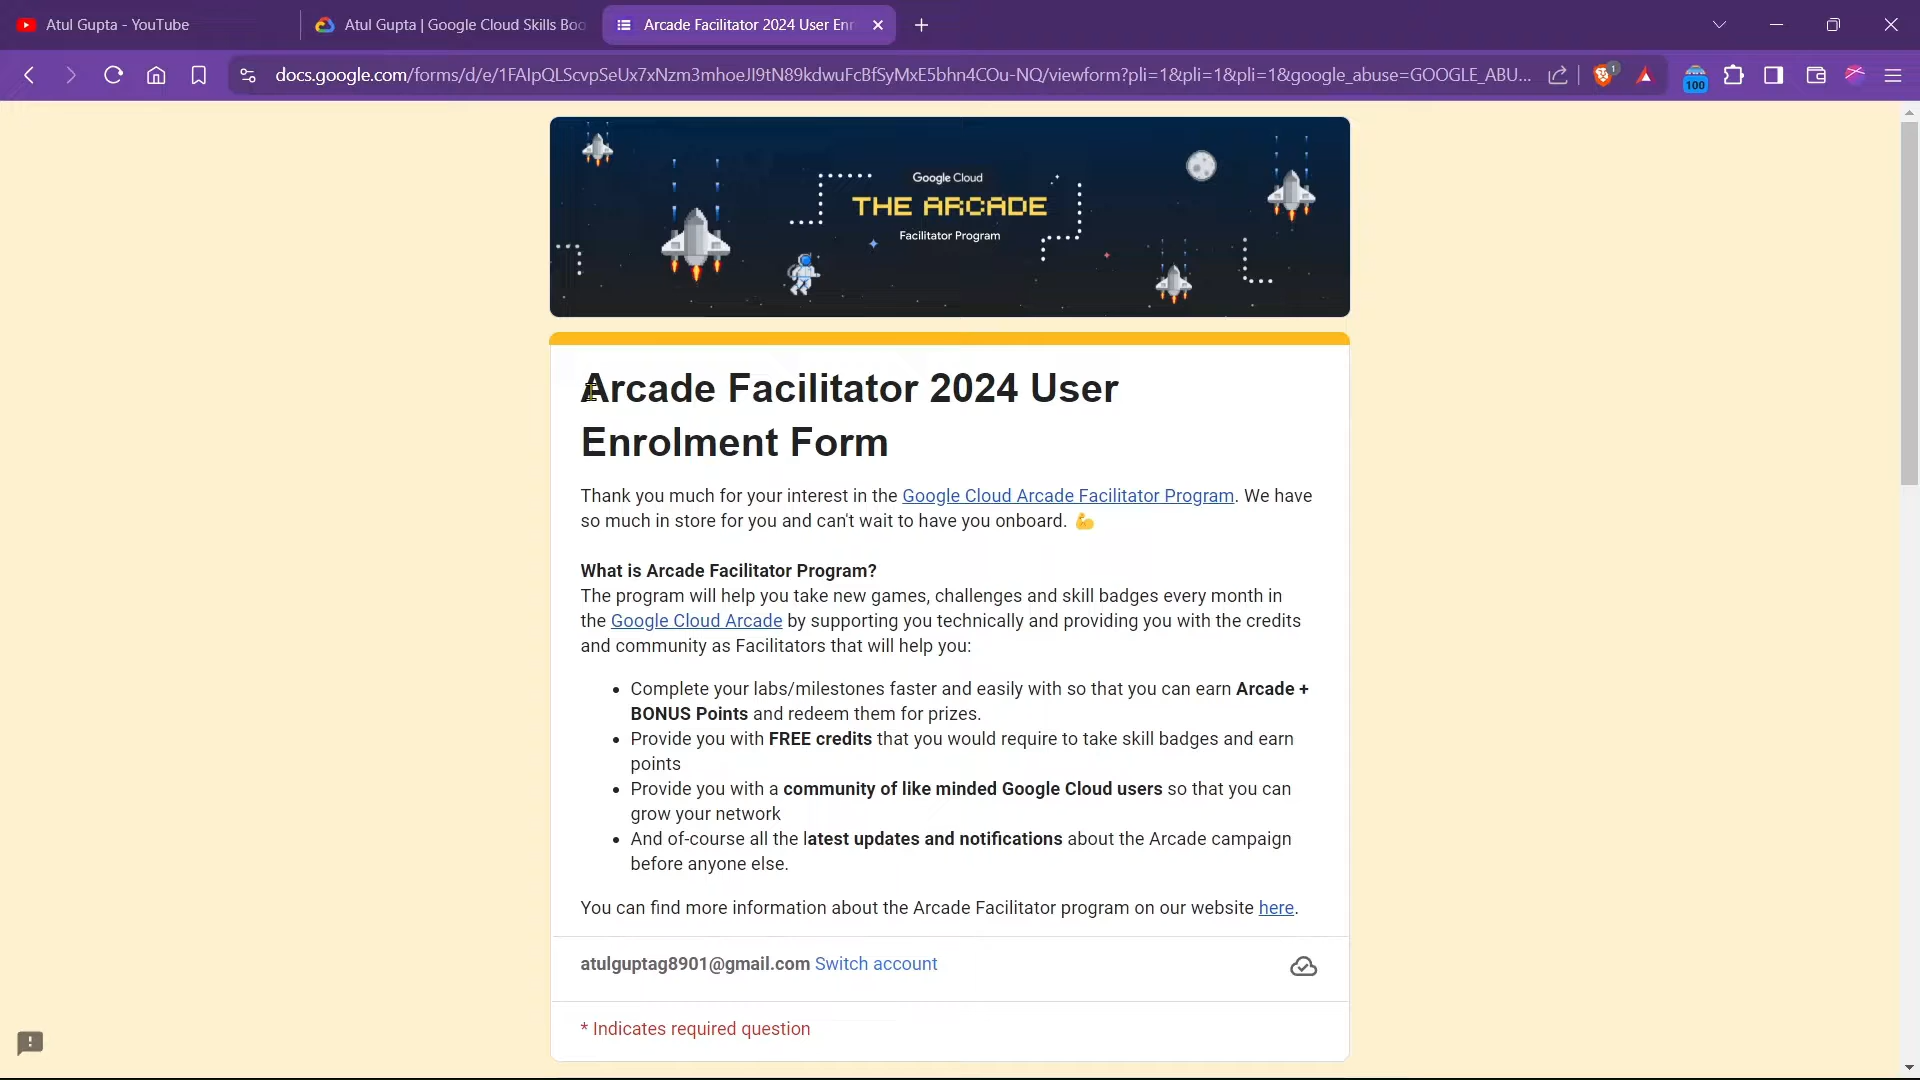 Atul Gupta - YouTube
Atul Gupta | Google Cloud Skills Boo
Arcade Facilitator 2024 User Enr
docs.google.com/forms/d/e/1FAIpQLScvpSeUx7xNzm3mhoeJI9tN89kdwuFcBfSyMxE5bhn4COu-NQ/viewform?pli=1&pli=1&pli=1&google_abuse=GOOGLE_ABU...
1
100
Google Cloud
THE ARCADE
Facilitator Program
Arcade Facilitator 2024 User
Enrolment Form
Thank you much for your interest in the Google Cloud Arcade Facilitator Program. We have
so much in store for you and can't wait to have you onboard. 💪
What is Arcade Facilitator Program?
The program will help you take new games, challenges and skill badges every month in
the Google Cloud Arcade by supporting you technically and providing you with the credits
and community as Facilitators that will help you:
• Complete your labs/milestones faster and easily with so that you can earn Arcade +
BONUS Points and redeem them for prizes.
• Provide you with FREE credits that you would require to take skill badges and earn
points
• Provide you with a community of like minded Google Cloud users so that you can
grow your network
• And of-course all the latest updates and notifications about the Arcade campaign
before anyone else.
You can find more information about the Arcade Facilitator program on our website here.
atulguptag8901@gmail.com Switch account
* Indicates required question